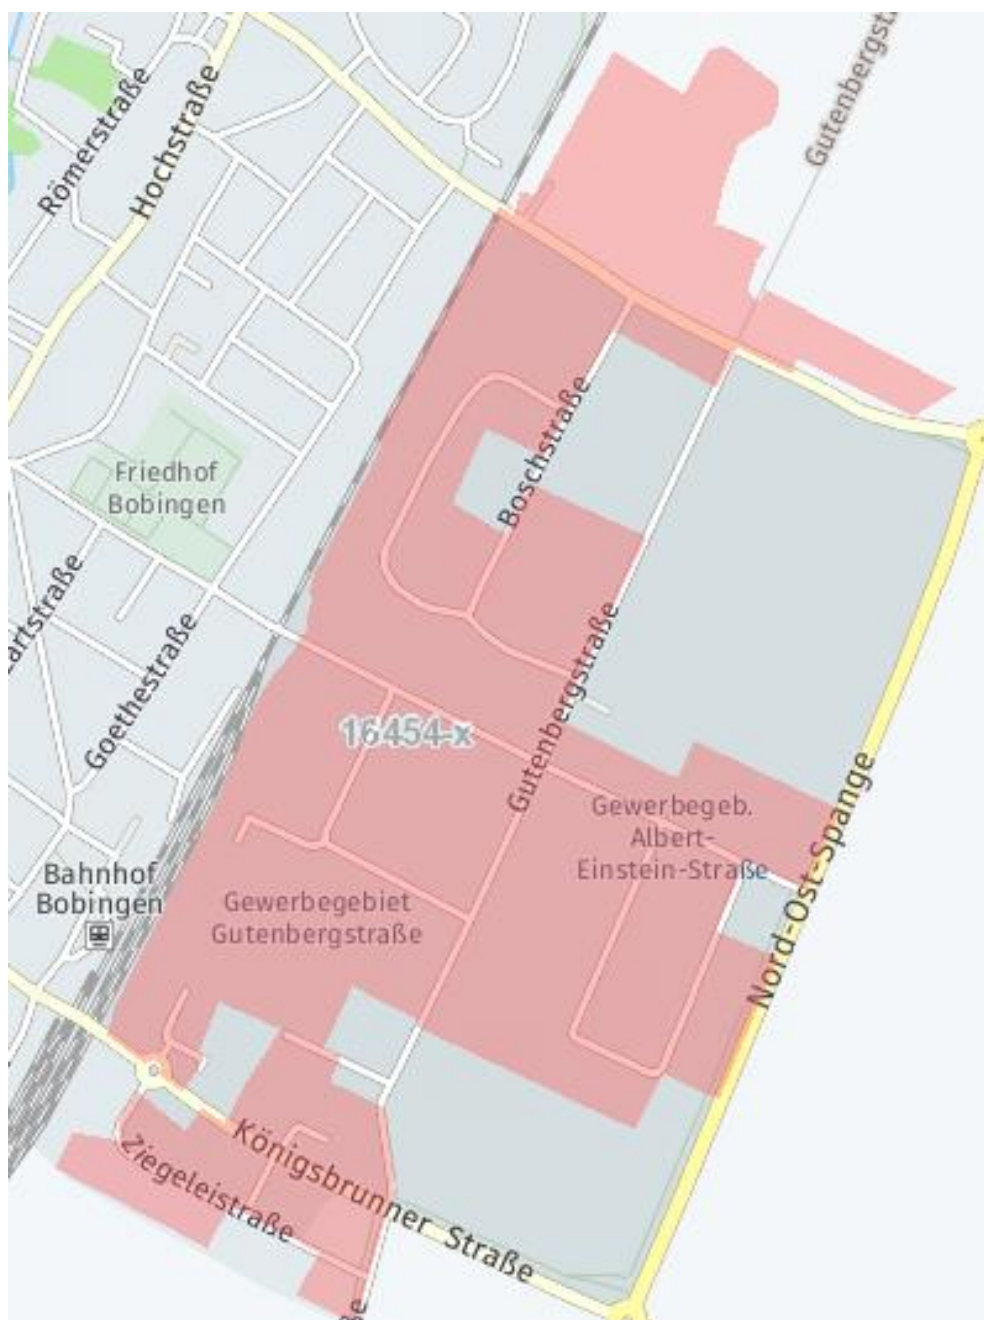 Gutenbergst
Römerstraße
Hochstraße
Boschstraße
Friedhof
Bobingen
artstraße
Goethestraße
Gutenbergstraße
16454-x
Gewerbegeb.
Albert-
Einstein-Straße
Nord-Ost-Spange
Bahnhof
Bobingen
Gewerbegebiet
Gutenbergstraße
Königsbrunner Straße
Ziegeleistraße
ße